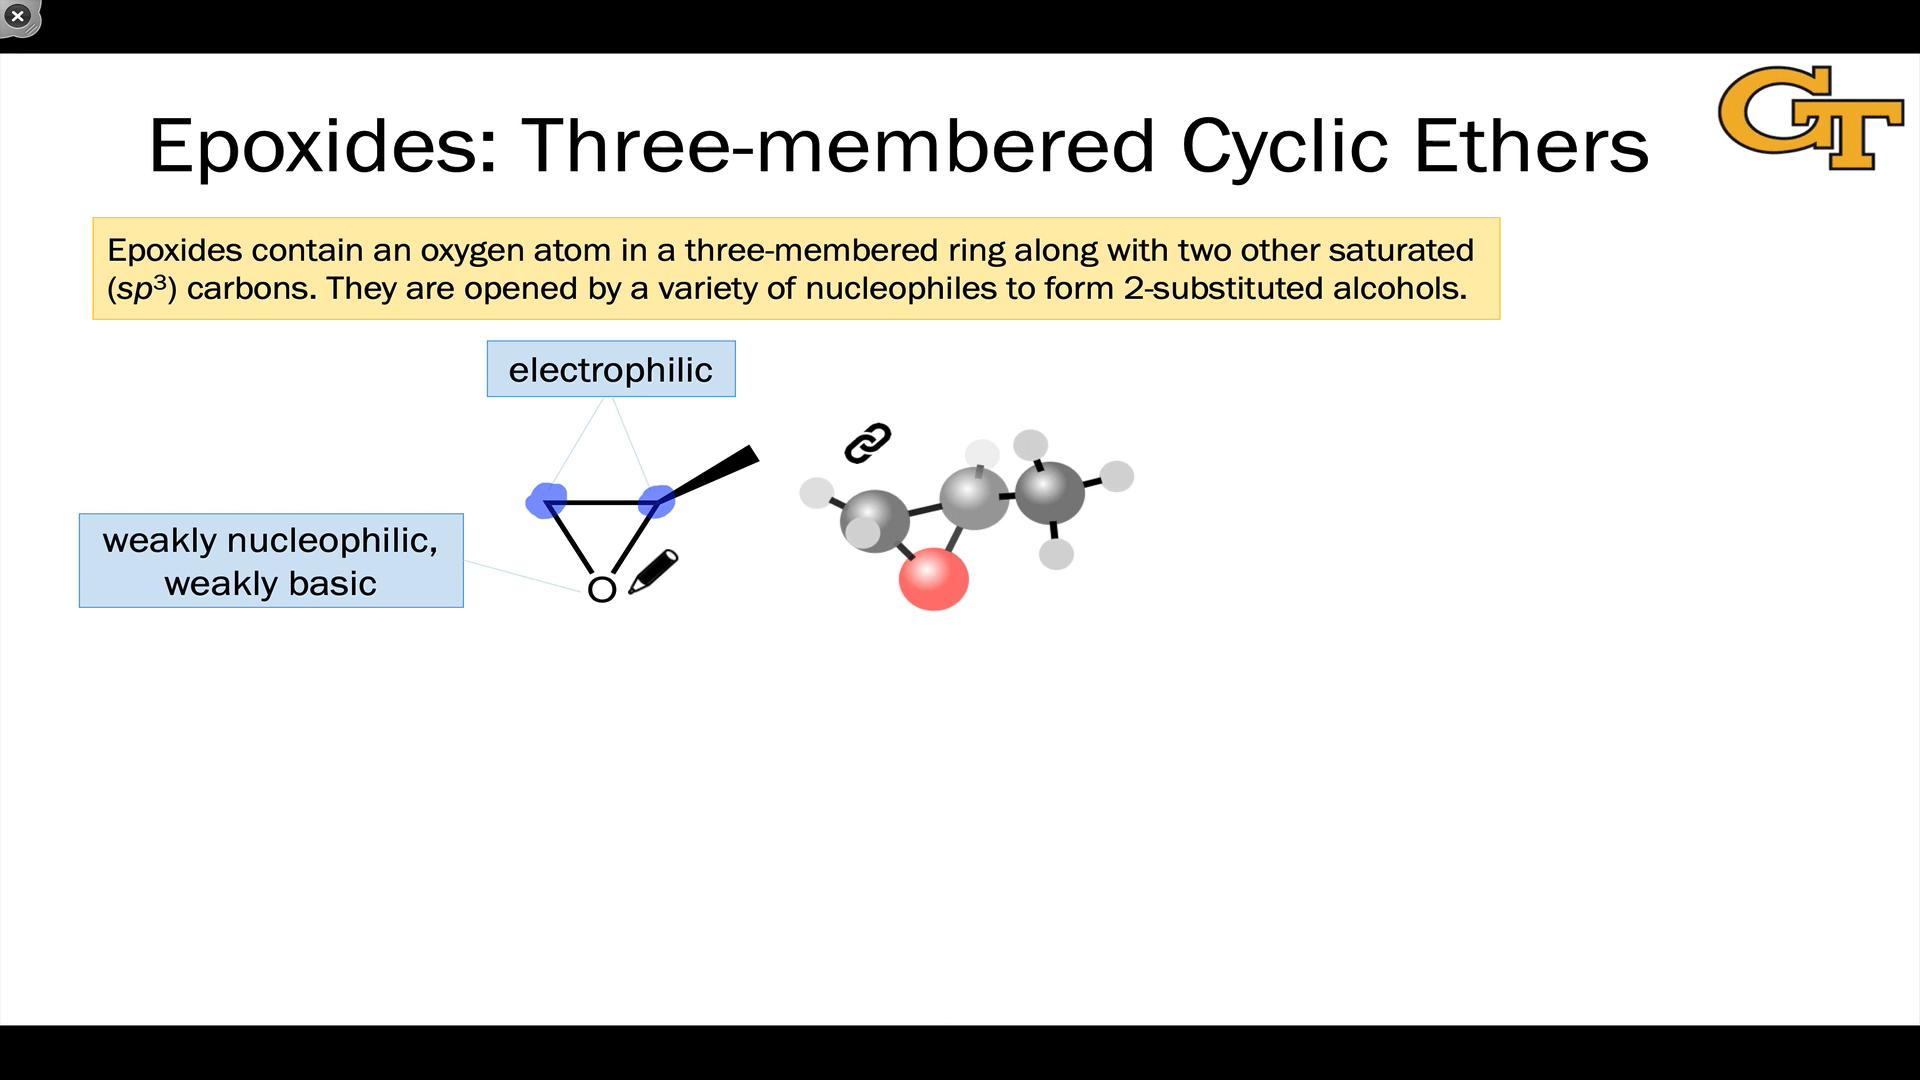 GT
Epoxides: Three-membered Cyclic Ethers
Epoxides contain an oxygen atom in a three-membered ring along with two other saturated
(sp³) carbons. They are opened by a variety of nucleophiles to form 2-substituted alcohols.
electrophilic
weakly nucleophilic,
weakly basic
O